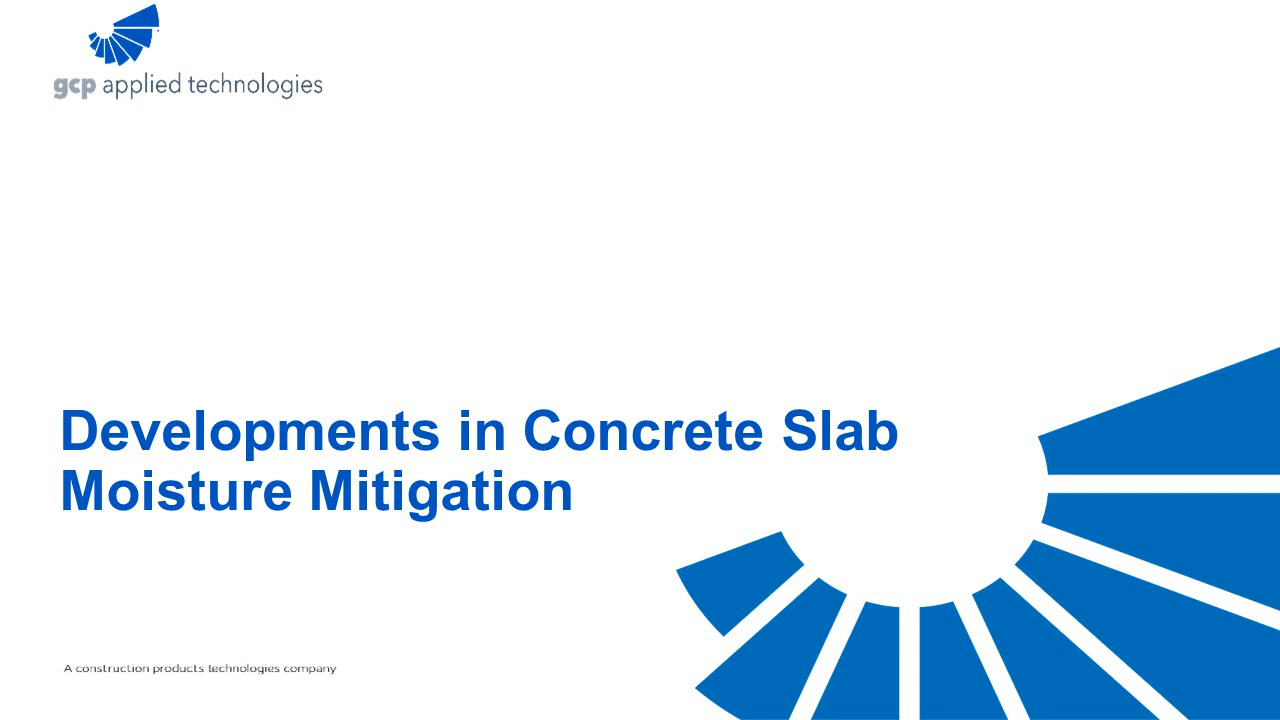 gcp applied technologies
Developments in Concrete Slab
Moisture Mitigation
A construction products technologies company